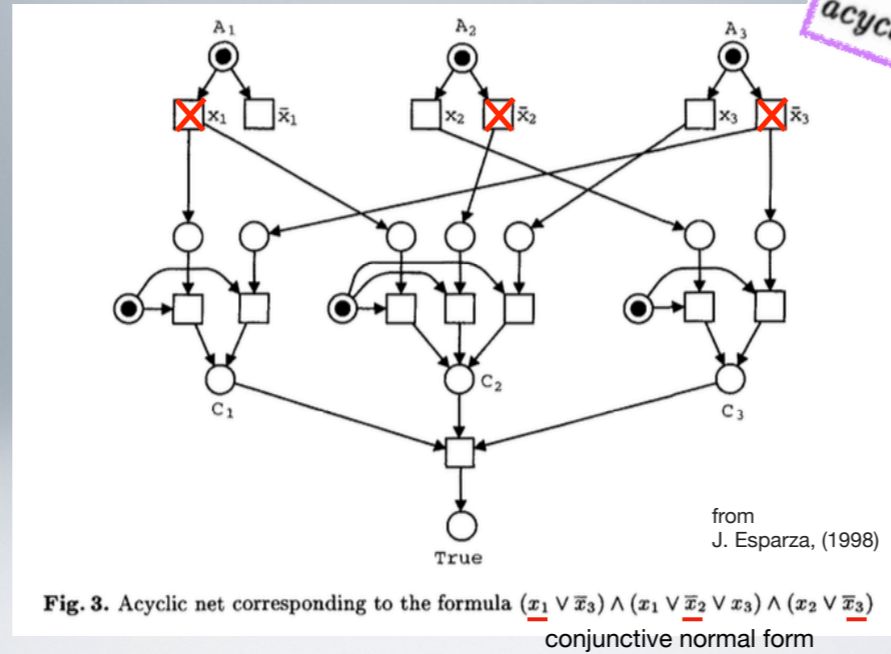 A₁ A₂ A₃
x₁ x̄₁ x₂ x̄₂ x₃ x̄₃
C₁ C₂ C₃
True
from
J. Esparza, (1998)
Fig. 3. Acyclic net corresponding to the formula (x₁ ∨ x̄₃) ∧ (x₁ ∨ x̄₂ ∨ x₃) ∧ (x₂ ∨ x̄₃)
conjunctive normal form